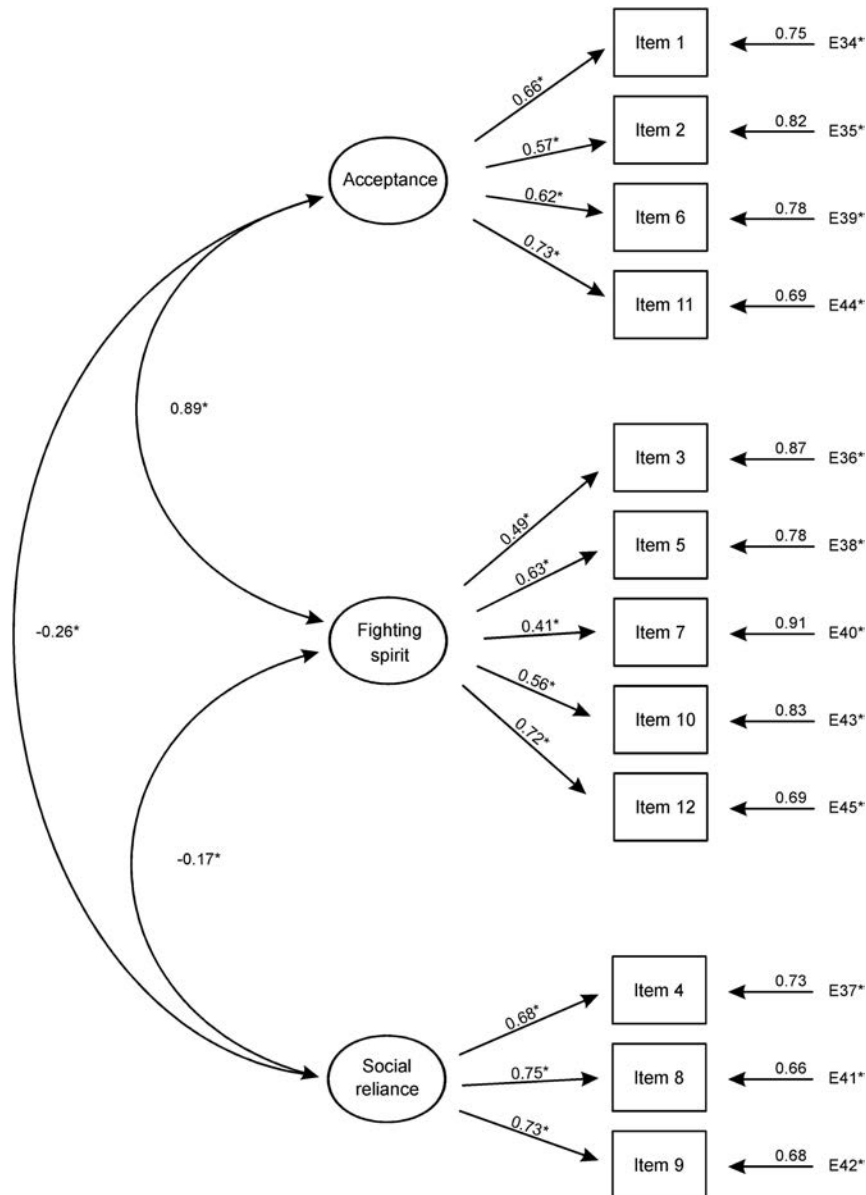 Item 1
0.75
E34*
0.66*
Item 2
0.82
E35*
0.57*
Acceptance
0.62*
Item 6
0.78
E39*
0.73*
Item 11
0.69
E44*
0.89*
Item 3
0.87
E36*
0.49*
Item 5
0.78
E38*
0.63*
-0.26*
Fighting
spirit
0.41*
Item 7
0.91
E40*
0.56*
Item 10
0.83
E43*
0.72*
Item 12
0.69
E45*
-0.17*
Item 4
0.73
E37*
0.68*
Social
reliance
0.75*
Item 8
0.66
E41*
0.73*
Item 9
0.68
E42*